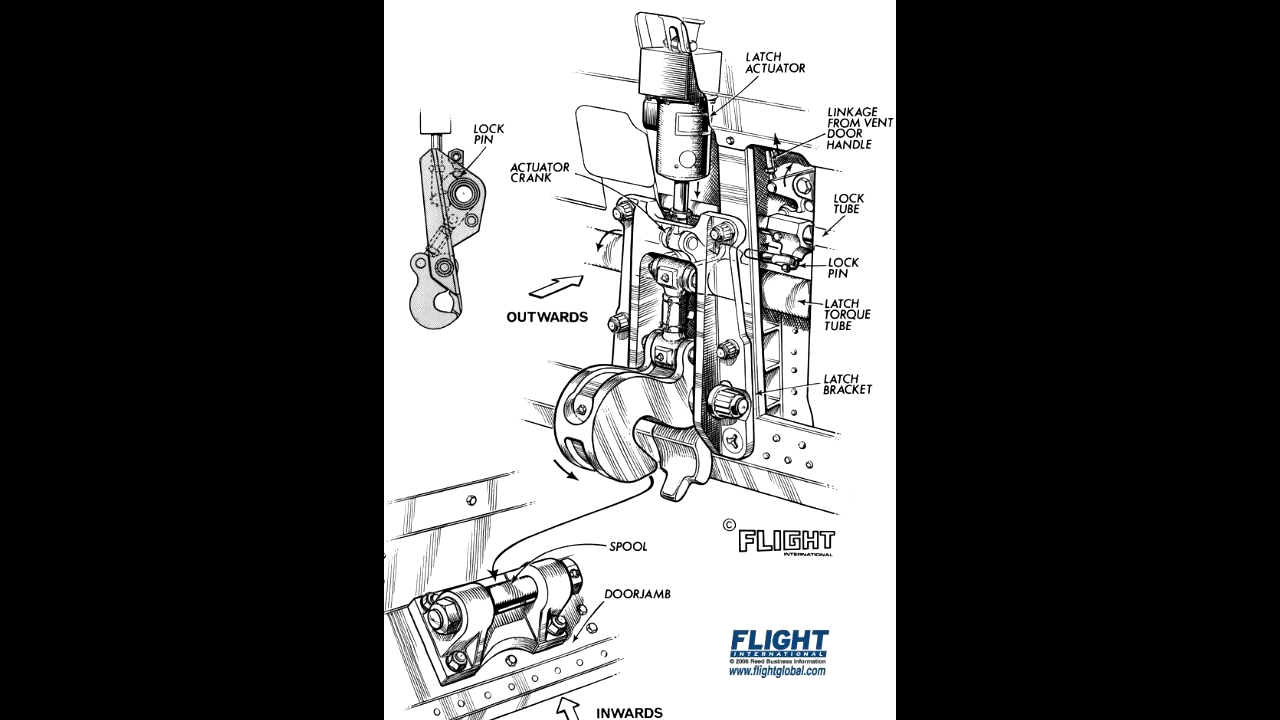 LATCH
ACTUATOR
LINKAGE
FROM VENT
DOOR
HANDLE
LOCK
PIN
ACTUATOR
CRANK
LOCK
TUBE
LOCK
PIN
OUTWARDS
LATCH
TORQUE
TUBE
LATCH
BRACKET
© FLIGHT
INTERNATIONAL
SPOOL
DOORJAMB
FLIGHT
INTERNATIONAL
© 2006 Reed Business Information
www.flightglobal.com
INWARDS